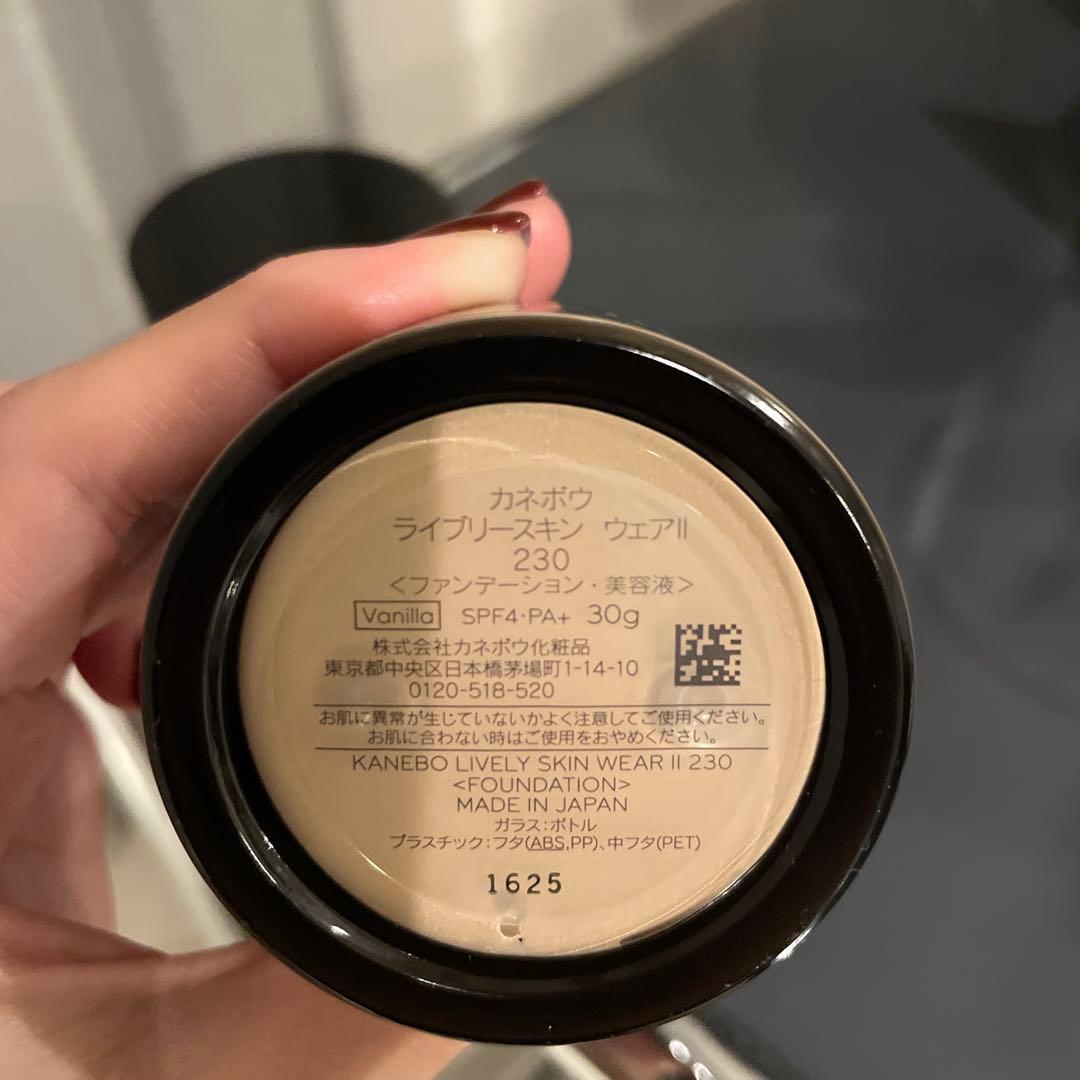 カネボウ
ライブリースキン ウェアII
230
<ファンデーション・美容液>
Vanilla SPF4・PA+ 30g
株式会社カネボウ化粧品
東京都中央区日本橋茅場町1-14-10
0120-518-520
お肌に異常が生じていないかよく注意してご使用ください。
お肌に合わない時はご使用をおやめください。
KANEBO LIVELY SKIN WEAR II 230
<FOUNDATION>
MADE IN JAPAN
ガラス:ボトル
プラスチック:フタ(ABS,PP)、中フタ(PET)
1625